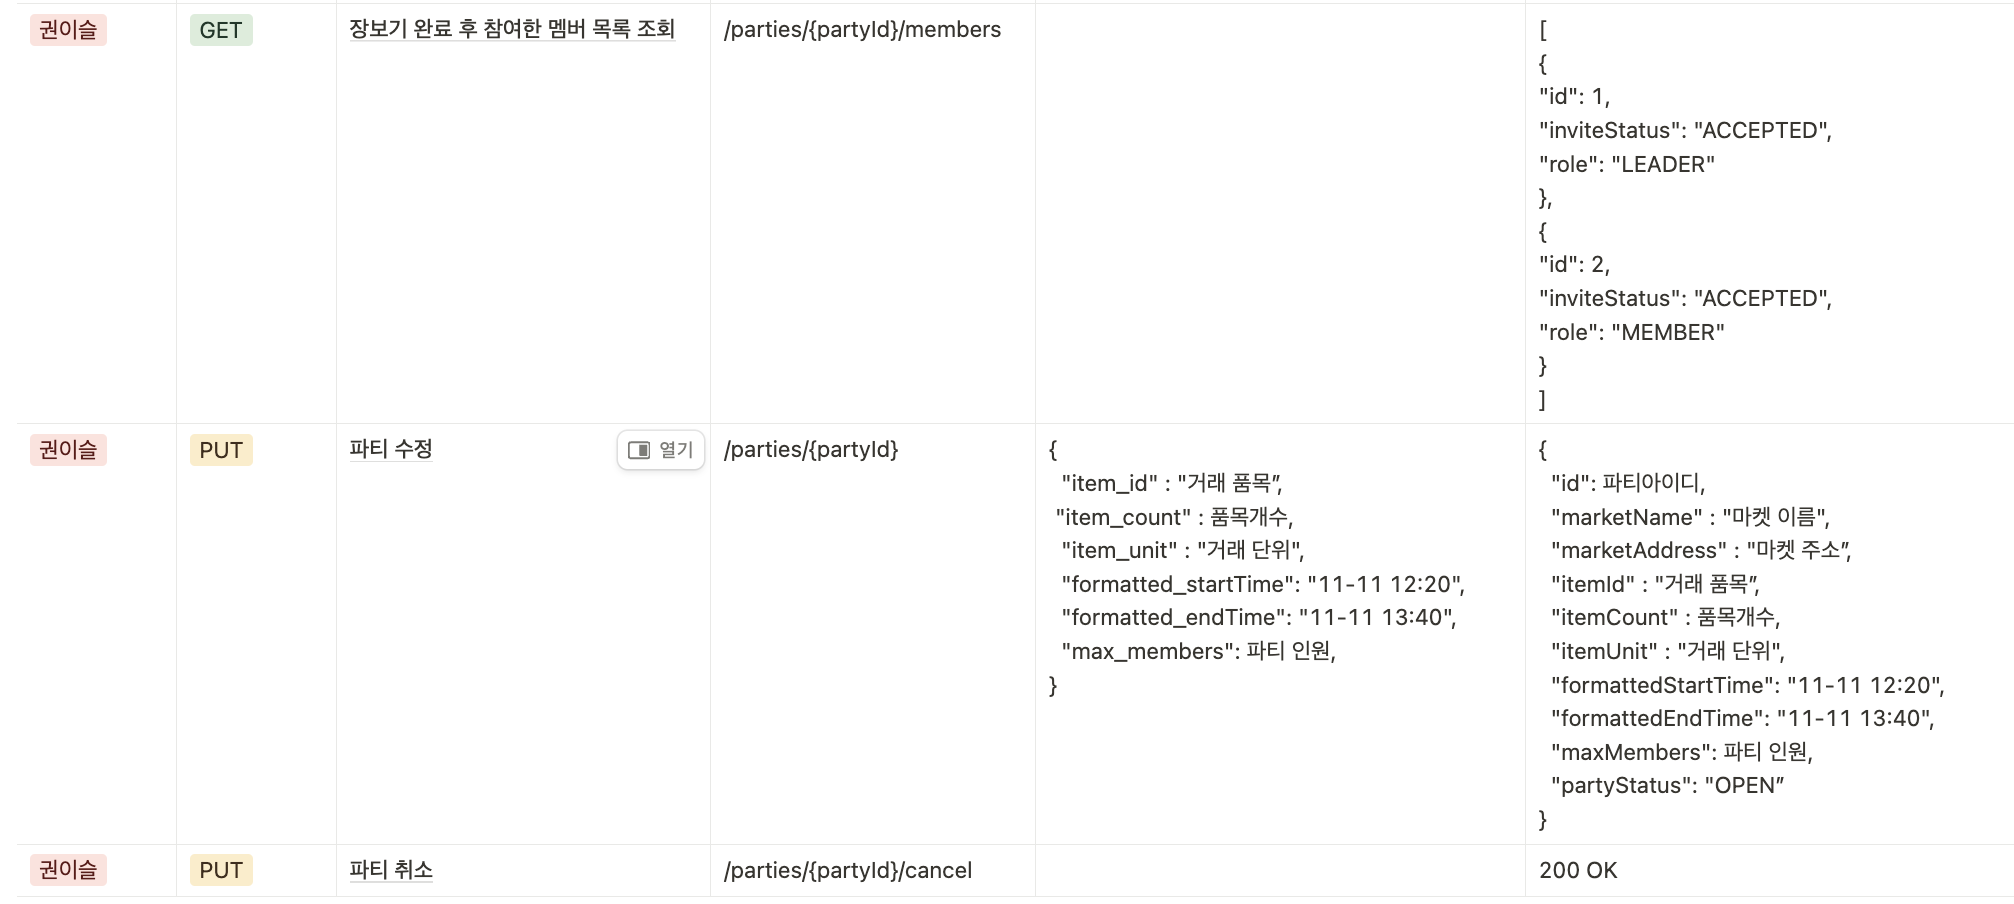 권이슬
GET
장보기 완료 후 참여한 멤버 목록 조회
/parties/{partyId}/members
[
{
"id": 1,
"inviteStatus": "ACCEPTED",
"role": "LEADER"
},
{
"id": 2,
"inviteStatus": "ACCEPTED",
"role": "MEMBER"
}
]
권이슬
PUT
파티 수정
열기
/parties/{partyId}
{
"item_id" : "거래 품목”,
"item_count" : 품목개수,
"item_unit" : "거래 단위",
"formatted_startTime": "11-11 12:20",
"formatted_endTime": "11-11 13:40",
"max_members": 파티 인원,
}
{
"id": 파티아이디,
"marketName" : "마켓 이름",
"marketAddress" : "마켓 주소”,
"itemId" : "거래 품목”,
"itemCount" : 품목개수,
"itemUnit" : "거래 단위",
"formattedStartTime": "11-11 12:20",
"formattedEndTime": "11-11 13:40",
"maxMembers": 파티 인원,
"partyStatus": "OPEN”
}
권이슬
PUT
파티 취소
/parties/{partyId}/cancel
200 OK